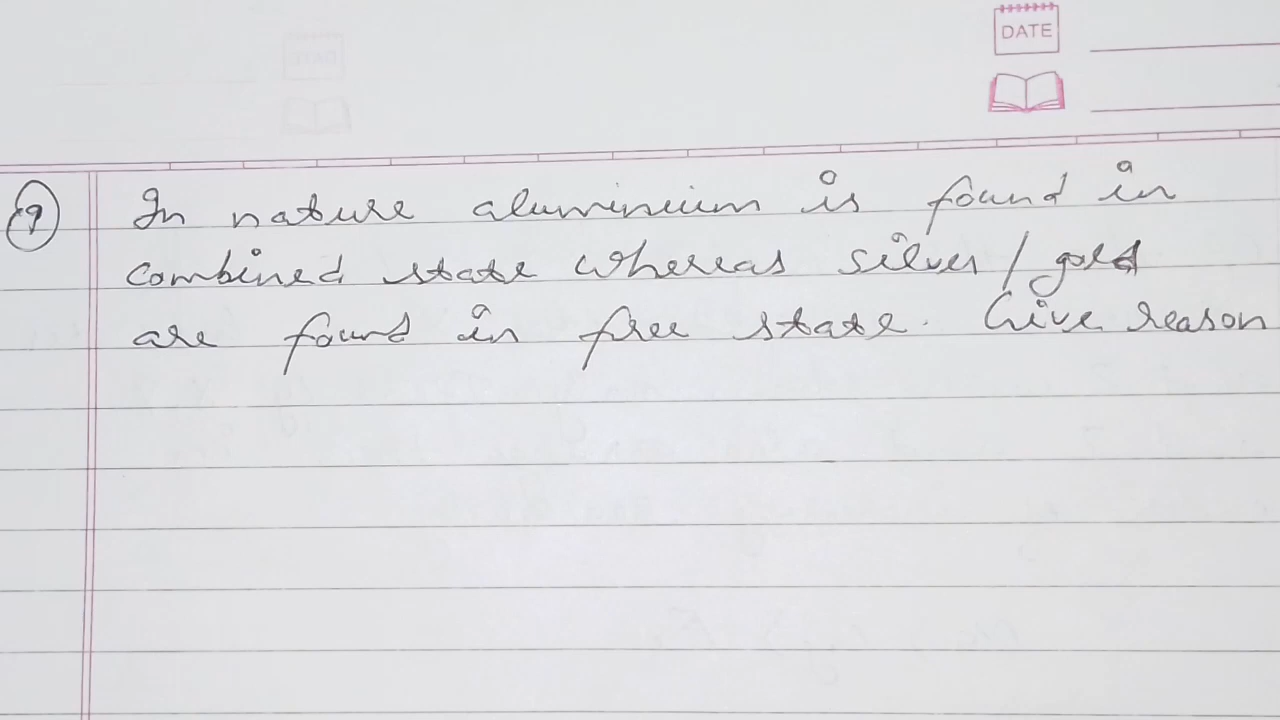 DATE
9 In nature aluminium is found in
combined state whereas silver / gold
are found in free state. Give reason